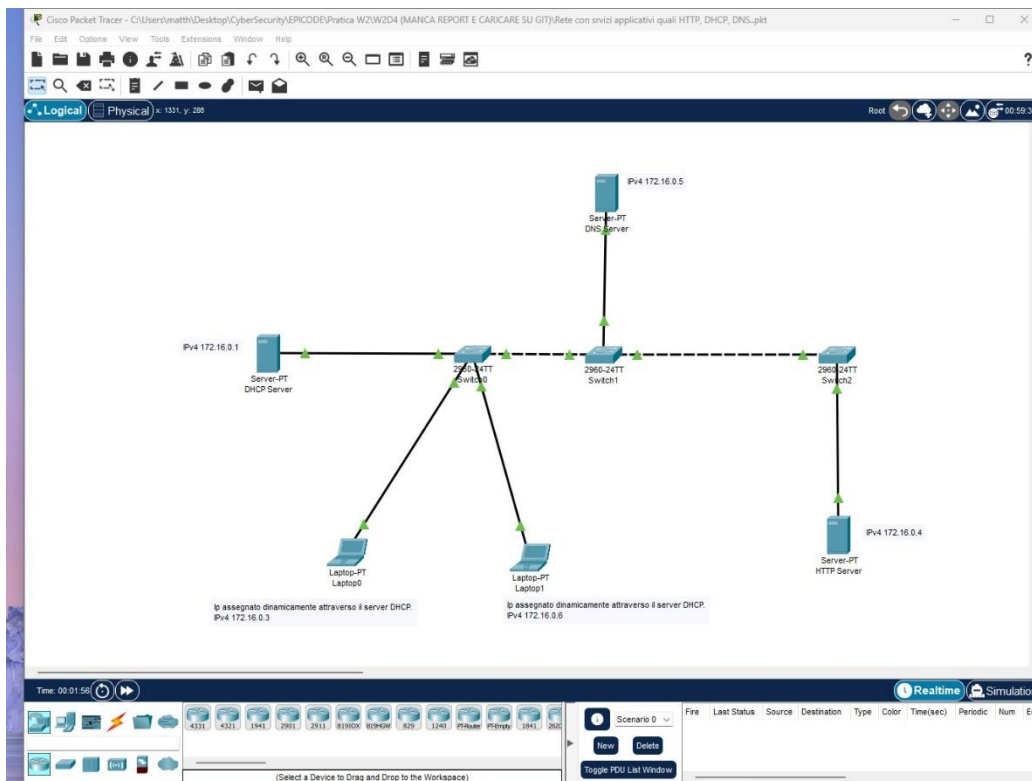 Cisco Packet Tracer - C:\Users\matth\Desktop\CyberSecurity\EPICODE\Pratica W2\W2D4 (MANCA REPORT E CARICARE SU GIT)\Rete con srvizi applicativi quali HTTP, DHCP, DNS..pkt
File Edit Options View Tools Extensions Window Help
Logical Physical x: 1331, y: 288 Root 00:59:3
IPv4 172.16.0.5
Server-PT
DNS Server
IPv4 172.16.0.1
Server-PT
DHCP Server
2960-24TT
Switch0
2960-24TT
Switch1
2960-24TT
Switch2
IPv4 172.16.0.4
Server-PT
HTTP Server
Laptop-PT
Laptop0
Laptop-PT
Laptop1
Ip assegnato dinamicamente attraverso il server DHCP.
IPv4 172.16.0.3
Ip assegnato dinamicamente attraverso il server DHCP.
IPv4 172.16.0.6
Time: 00:01:56 Realtime Simulation
4331 4321 1941 2901 2911 819IOX 819HGW 829 1240 PT-Router PT-Empty 1841 2620
Scenario 0
New Delete
Toggle PDU List Window
Fire Last Status Source Destination Type Color Time(sec) Periodic Num E
(Select a Device to Drag and Drop to the Workspace)